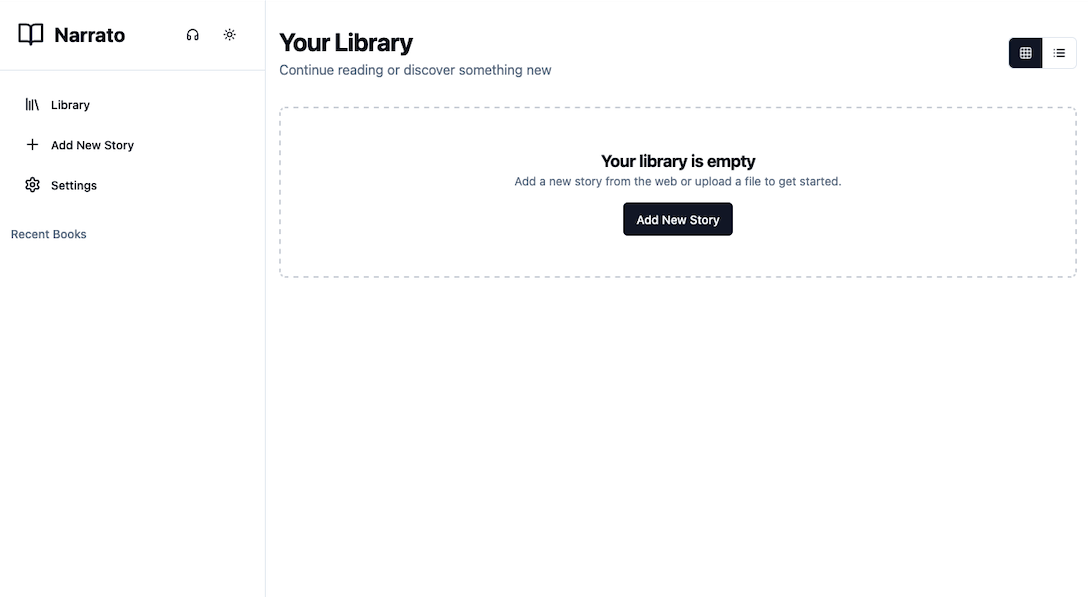 Narrato
Library
Add New Story
Settings
Recent Books
Your Library
Continue reading or discover something new
Your library is empty
Add a new story from the web or upload a file to get started.
Add New Story